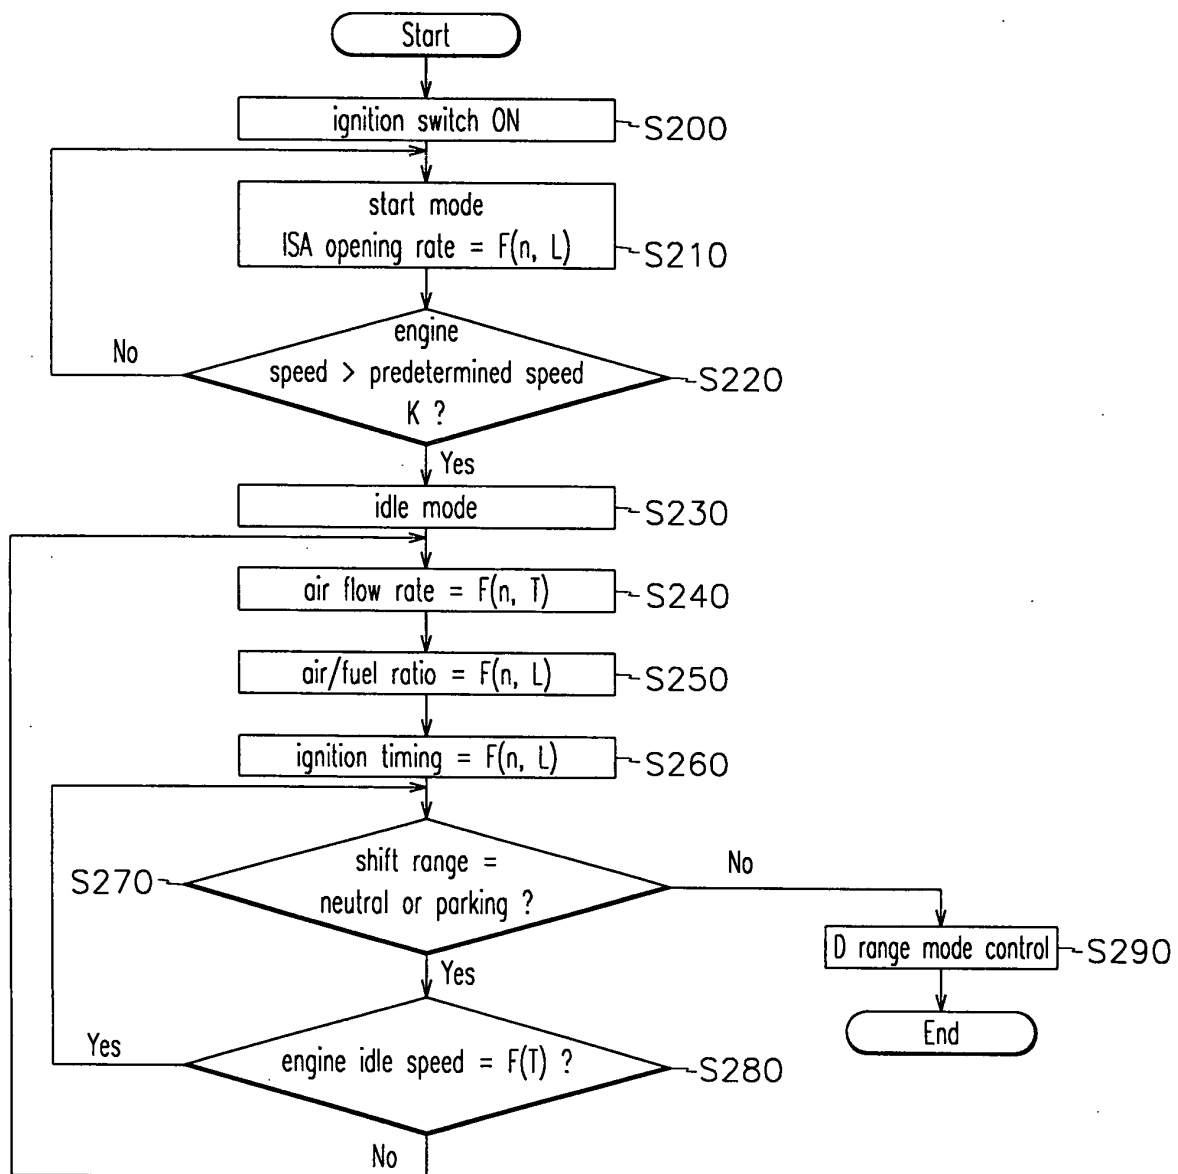 Start
ignition switch ON
S200
start mode
ISA opening rate = F(n, L)
S210
engine
speed > predetermined speed
K ?
S220
No
Yes
idle mode
S230
air flow rate = F(n, T)
S240
air/fuel ratio = F(n, L)
S250
ignition timing = F(n, L)
S260
shift range =
neutral or parking ?
S270
No
D range mode control
S290
End
Yes
engine idle speed = F(T) ?
S280
Yes
No